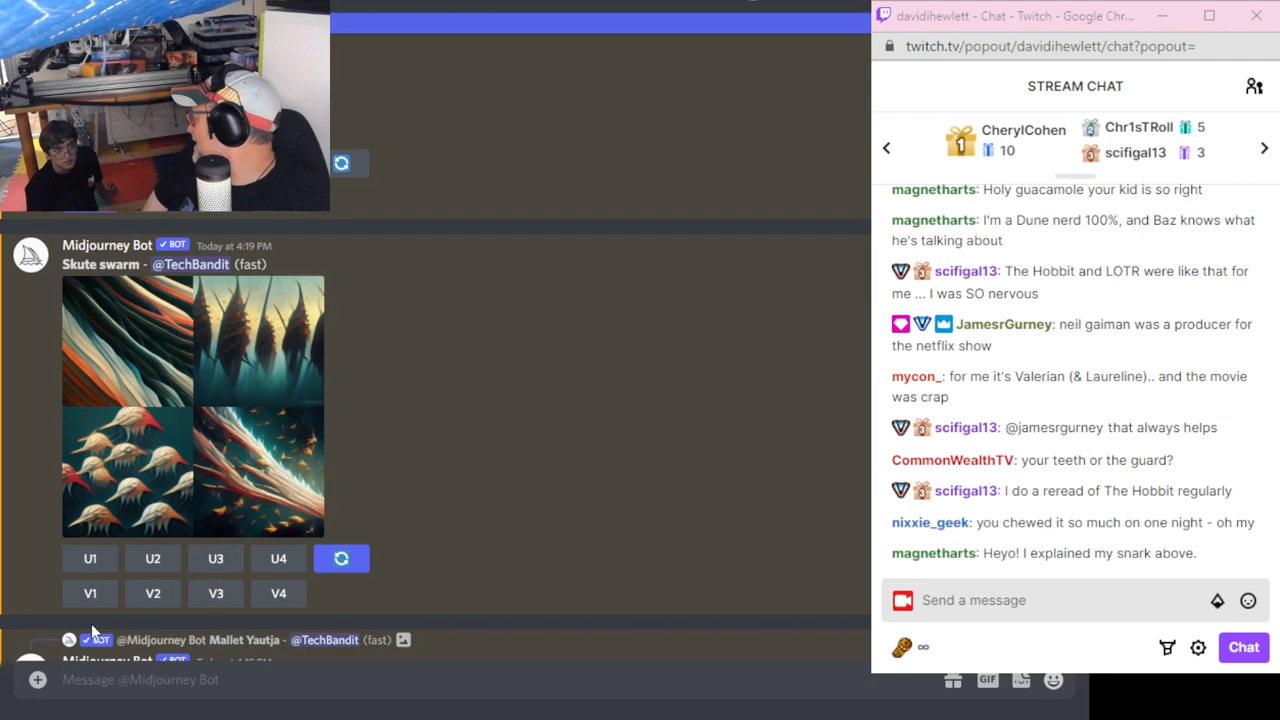 davidihewlett - Chat - Twitch - Google Chr...
twitch.tv/popout/davidihewlett/chat?popout=
STREAM CHAT
1
CherylCohen
10
2
Chr1sTRoll 5
3
scifigal13 3
magnetharts: Holy guacamole your kid is so right
magnetharts: I'm a Dune nerd 100%, and Baz knows what
he's talking about
scifigal13: The Hobbit and LOTR were like that for
me ... I was SO nervous
JamesrGurney: neil gaiman was a producer for
the netflix show
mycon_: for me it's Valerian (& Laureline).. and the movie
was crap
scifigal13: @jamesrgurney that always helps
CommonWealthTV: your teeth or the guard?
scifigal13: I do a reread of The Hobbit regularly
nixxie_geek: you chewed it so much on one night - oh my
magnetharts: Heyo! I explained my snark above.
Send a message
∞
Chat
Midjourney Bot ✓ BOT Today at 4:19 PM
Skute swarm - @TechBandit (fast)
U1 U2 U3 U4
V1 V2 V3 V4
✓ BOT @Midjourney Bot Mallet Yautja - @TechBandit (fast)
Message @Midjourney Bot
GIF